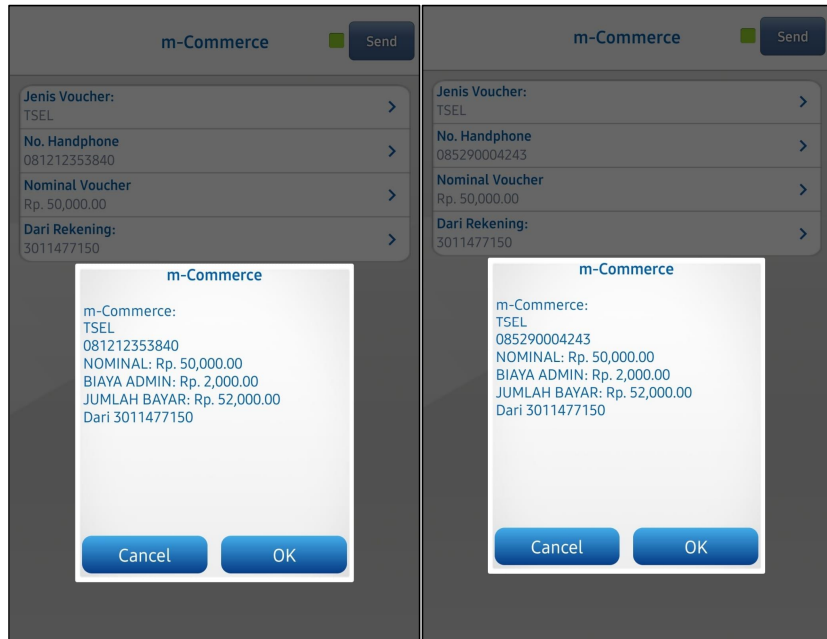 m-Commerce
Send
Jenis Voucher:
TSEL
No. Handphone
081212353840
Nominal Voucher
Rp. 50,000.00
Dari Rekening:
3011477150
m-Commerce
m-Commerce:
TSEL
081212353840
NOMINAL: Rp. 50,000.00
BIAYA ADMIN: Rp. 2,000.00
JUMLAH BAYAR: Rp. 52,000.00
Dari 3011477150
Cancel
OK
m-Commerce
Send
Jenis Voucher:
TSEL
No. Handphone
085290004243
Nominal Voucher
Rp. 50,000.00
Dari Rekening:
3011477150
m-Commerce
m-Commerce:
TSEL
085290004243
NOMINAL: Rp. 50,000.00
BIAYA ADMIN: Rp. 2,000.00
JUMLAH BAYAR: Rp. 52,000.00
Dari 3011477150
Cancel
OK